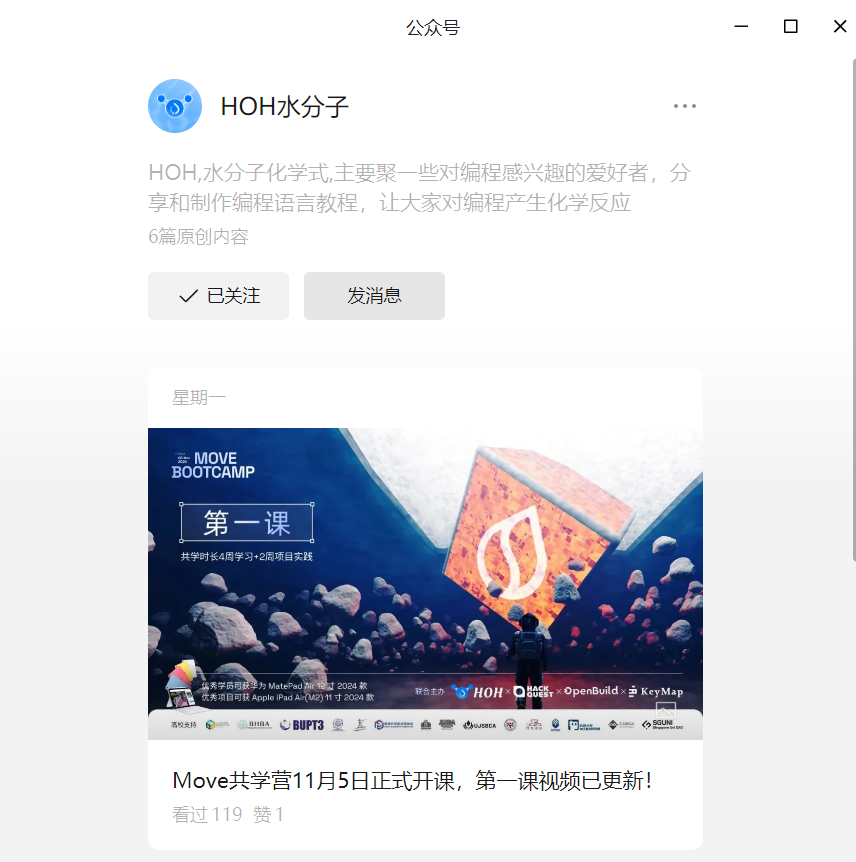 公众号
HOH水分子
HOH,水分子化学式,主要聚一些对编程感兴趣的爱好者，分
享和制作编程语言教程，让大家对编程产生化学反应
6篇原创内容
已关注
发消息
星期一
MOVE
BOOTCAMP
第一课
共学时长4周学习+2周项目实践
优秀学员可获华为 MatePad Air 12寸 2024 款
优秀项目可获 Apple iPad Air(M2) 11寸 2024 款
联合主办 HOH × HACK QUEST × OpenBuild × KeyMap
高校支持 BHBA BUPT3 UJSBCA SGUNI
Move共学营11月5日正式开课，第一课视频已更新！
看过 119 赞 1